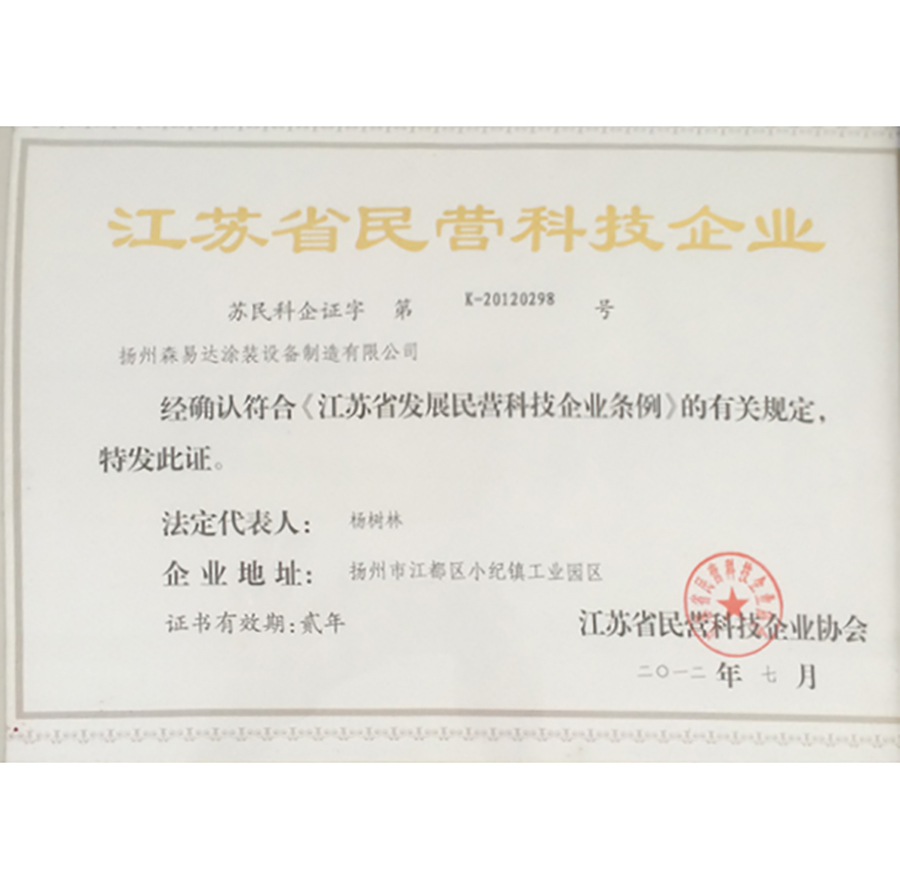 江苏省民营科技企业
苏民科企证字 第 K-20120298 号
扬州森易达涂装设备制造有限公司
经确认符合《江苏省发展民营科技企业条例》的有关规定,
特发此证。
法定代表人: 杨树林
企业地址: 扬州市江都区小纪镇工业园区
证书有效期:贰年
江苏省民营科技企业协会
二〇一二年七月